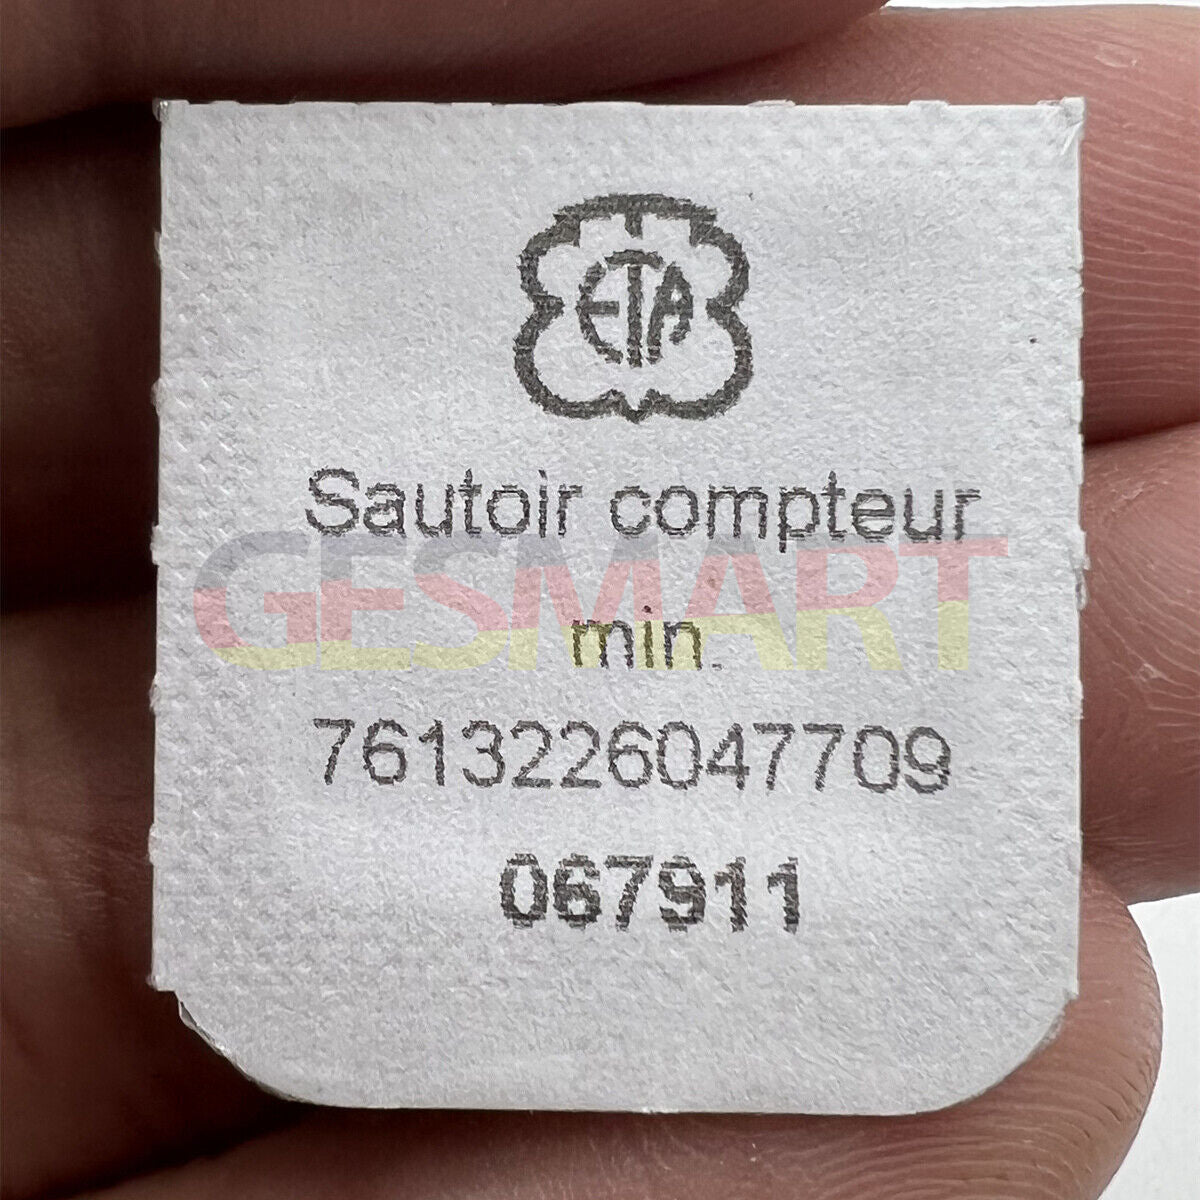 ETA
Sautoir compteur
GESMART
min.
7613226047709
067911